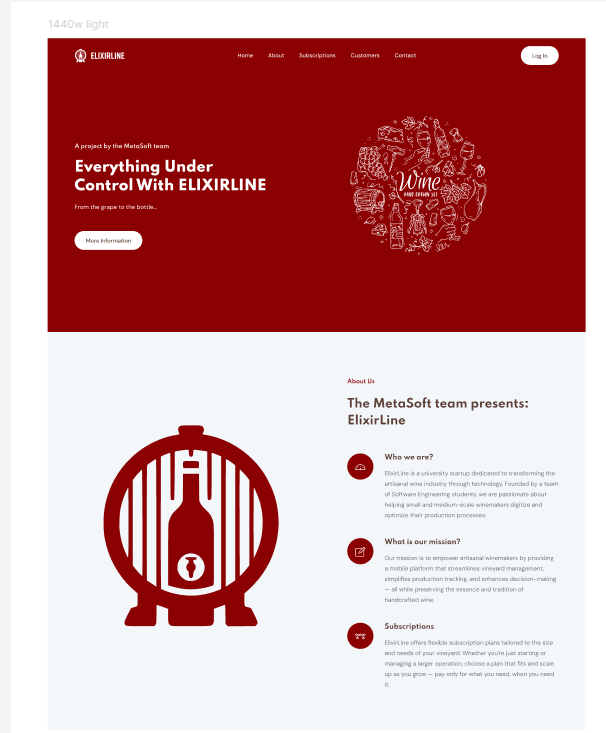 1440w light
ELIXIRLINE
Home About Subscriptions Customers Contact
Log In
A project by the MetaSoft team
Everything Under
Control With ELIXIRLINE
From the grape to the bottle...
More Information
Wine
HAND DRAWN SET
About Us
The MetaSoft team presents:
ElixirLine
Who we are?
ElixirLine is a university startup dedicated to transforming the
artisanal wine industry through technology. Founded by a team
of Software Engineering students, we are passionate about
helping small and medium-scale winemakers digitize and
optimize their production processes.
What is our mission?
Our mission is to empower artisanal winemakers by providing
a mobile platform that streamlines vineyard management,
simplifies production tracking, and enhances decision-making
— all while preserving the essence and tradition of
handcrafted wine.
Subscriptions
ElixirLine offers flexible subscription plans tailored to the size
and needs of your vineyard. Whether you're just starting or
managing a larger operation, choose a plan that fits and scale
up as you grow — pay only for what you need, when you need
it.